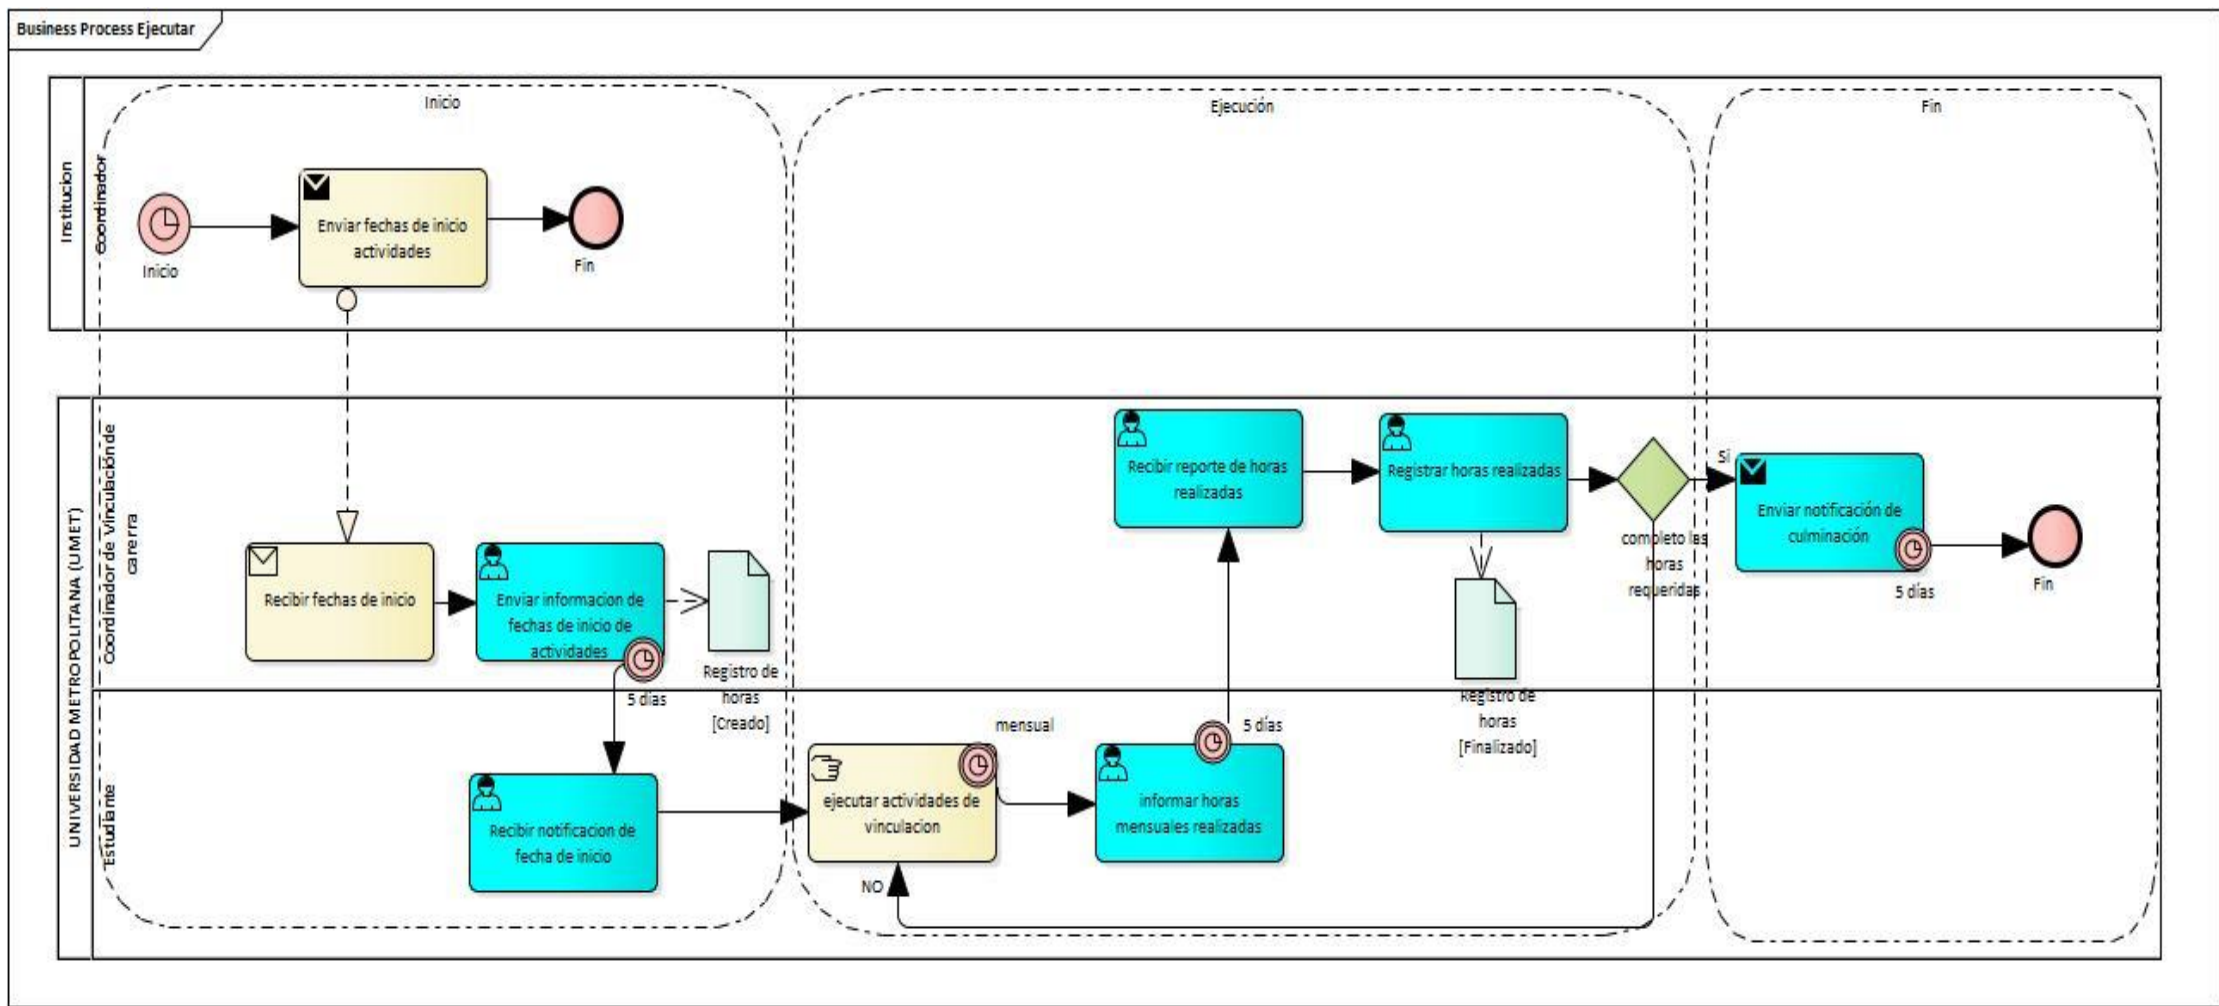 Business Process Ejecutar
Inicio
Ejecución
Fin
Institucion
Coordinador
Inicio
Enviar fechas de inicio
actividades
Fin
UNIVERSIDAD METROPOLITANA (UMET)
Coordinador de Vinculación de
carerra
Recibir fechas de inicio
Enviar informacion de
fechas de inicio de
actividades
5 días
Registro de
horas
[Creado]
Recibir reporte de horas
realizadas
Registrar horas realizadas
Registro de
horas
[Finalizado]
completo las
horas
requeridas
Si
Enviar notificación de
culminación
5 días
Fin
Estudiante
Recibir notificacion de
fecha de inicio
ejecutar actividades de
vinculacion
mensual
NO
informar horas
mensuales realizadas
5 días